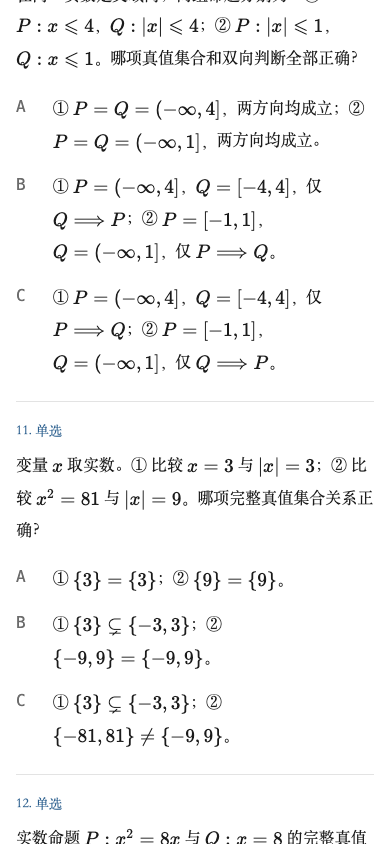 P : x ⩽ 4, Q : |x| ⩽ 4; ② P : |x| ⩽ 1,
Q : x ⩽ 1。哪项真值集合和双向判断全部正确?
A ① P = Q = (−∞, 4], 两方向均成立; ②
P = Q = (−∞, 1], 两方向均成立。
B ① P = (−∞, 4], Q = [−4, 4], 仅
Q ⟹ P; ② P = [−1, 1],
Q = (−∞, 1], 仅 P ⟹ Q。
C ① P = (−∞, 4], Q = [−4, 4], 仅
P ⟹ Q; ② P = [−1, 1],
Q = (−∞, 1], 仅 Q ⟹ P。
11. 单选
变量 x 取实数。① 比较 x = 3 与 |x| = 3; ② 比
较 x² = 81 与 |x| = 9。哪项完整真值集合关系正
确?
A ① {3} = {3}; ② {9} = {9}。
B ① {3} ⊊ {−3, 3}; ②
{−9, 9} = {−9, 9}。
C ① {3} ⊊ {−3, 3}; ②
{−81, 81} ≠ {−9, 9}。
12. 单选
实数命题 P : x² = 8x 与 Q : x = 8 的完整真值